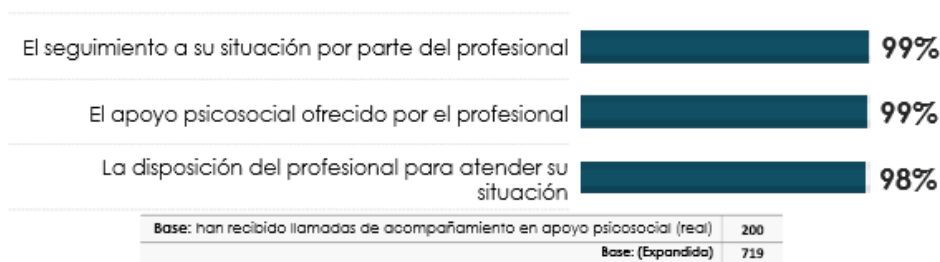 El seguimiento a su situación por parte del profesional 99%
El apoyo psicosocial ofrecido por el profesional 99%
La disposición del profesional para atender su
situación 98%
Base: han recibido llamadas de acompañamiento en apoyo psicosocial (real) 200
Base: (Expandida) 719